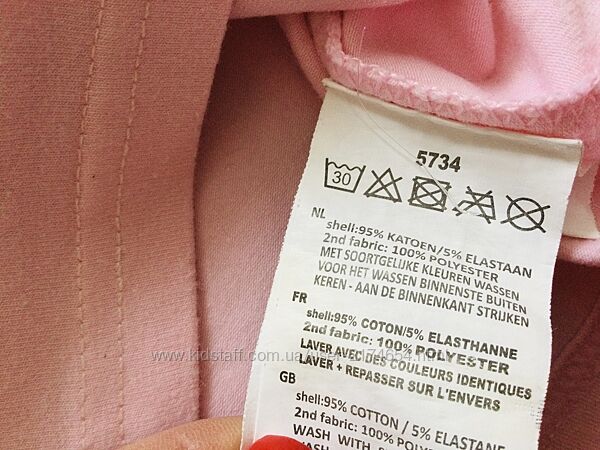 5734
30
NL
shell:95% KATOEN/5% ELASTAAN
2nd fabric: 100% POLYESTER
MET SOORTGELIJKE KLEUREN WASSEN
VOOR HET WASSEN BINNENSTE BUITEN
KEREN - AAN DE BINNENKANT STRIJKEN
FR
shell:95% COTON/5% ELASTHANNE
2nd fabric: 100% POLYESTER
LAVER AVEC DES COULEURS IDENTIQUES
LAVER + REPASSER SUR L'ENVERS
GB
shell:95% COTTON / 5% ELASTANE
2nd fabric: 100% POLY
WASH WITH